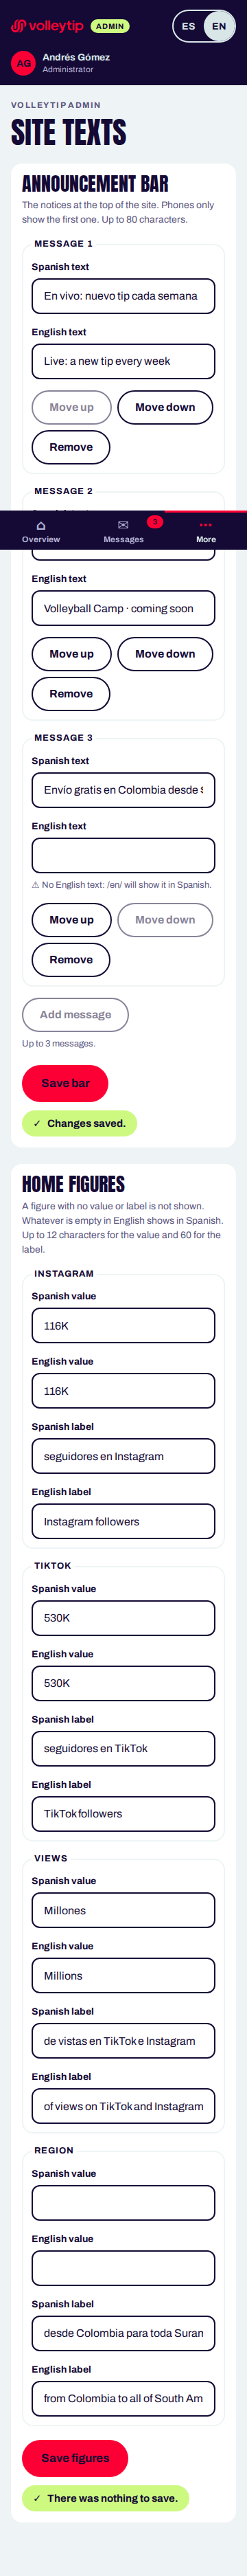 volleytip ADMIN ES EN
AG Andrés Gómez
Administrator
VOLLEYTIP ADMIN
SITE TEXTS
ANNOUNCEMENT BAR
The notices at the top of the site. Phones only
show the first one. Up to 80 characters.
MESSAGE 1
Spanish text
En vivo: nuevo tip cada semana
English text
Live: a new tip every week
Move up Move down
Remove
MESSAGE 2
Overview Messages 3 More
English text
Volleyball Camp · coming soon
Move up Move down
Remove
MESSAGE 3
Spanish text
Envío gratis en Colombia desde
English text
⚠ No English text: /en/ will show it in Spanish.
Move up Move down
Remove
Add message
Up to 3 messages.
Save bar
✓ Changes saved.
HOME FIGURES
A figure with no value or label is not shown.
Whatever is empty in English shows in Spanish.
Up to 12 characters for the value and 60 for the
label.
INSTAGRAM
Spanish value
116K
English value
116K
Spanish label
seguidores en Instagram
English label
Instagram followers
TIKTOK
Spanish value
530K
English value
530K
Spanish label
seguidores en TikTok
English label
TikTok followers
VIEWS
Spanish value
Millones
English value
Millions
Spanish label
de vistas en TikTok e Instagram
English label
of views on TikTok and Instagram
REGION
Spanish value
English value
Spanish label
desde Colombia para toda Suram
English label
from Colombia to all of South Am
Save figures
✓ There was nothing to save.